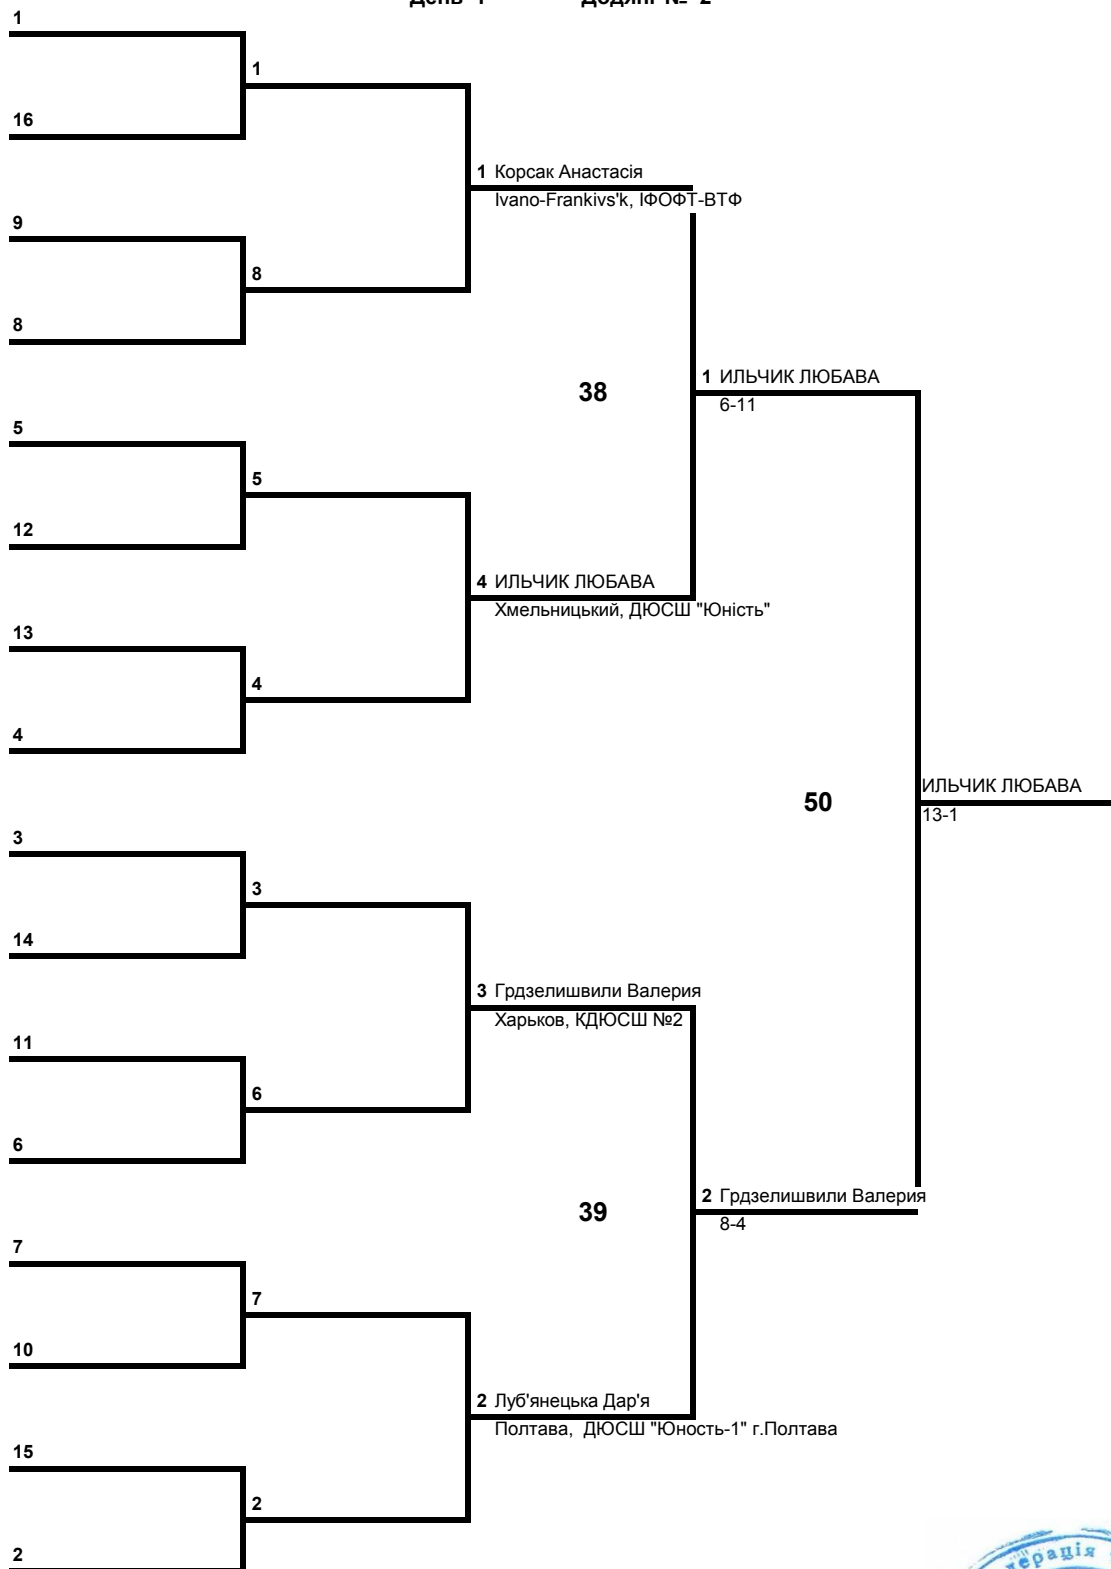 День 1 Додянг № 2
1
1
16
1 Корсак Анастасія
Ivano-Frankivs'k, ІФОФТ-ВТФ
9
8
8
38
1 ИЛЬЧИК ЛЮБАВА
6-11
5
5
12
4 ИЛЬЧИК ЛЮБАВА
Хмельницький, ДЮСШ "Юність"
13
4
4
50
ИЛЬЧИК ЛЮБАВА
13-1
3
3
14
3 Грдзелишвили Валерия
Харьков, КДЮСШ №2
11
6
6
39
2 Грдзелишвили Валерия
8-4
7
7
10
2 Луб'янецька Дар'я
Полтава, ДЮСШ "Юность-1" г.Полтава
15
2
2